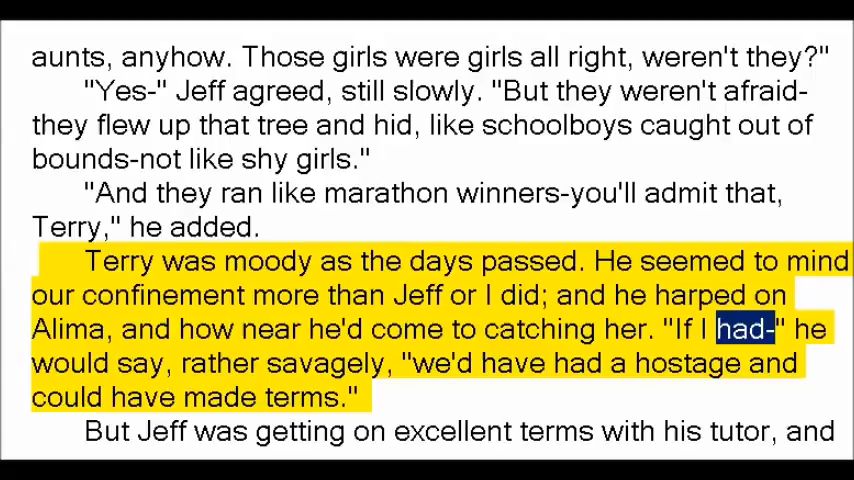 aunts, anyhow. Those girls were girls all right, weren't they?"
"Yes-" Jeff agreed, still slowly. "But they weren't afraid-
they flew up that tree and hid, like schoolboys caught out of
bounds-not like shy girls."
"And they ran like marathon winners-you'll admit that,
Terry," he added.
Terry was moody as the days passed. He seemed to mind
our confinement more than Jeff or I did; and he harped on
Alima, and how near he'd come to catching her. "If I had-" he
would say, rather savagely, "we'd have had a hostage and
could have made terms."
But Jeff was getting on excellent terms with his tutor, and